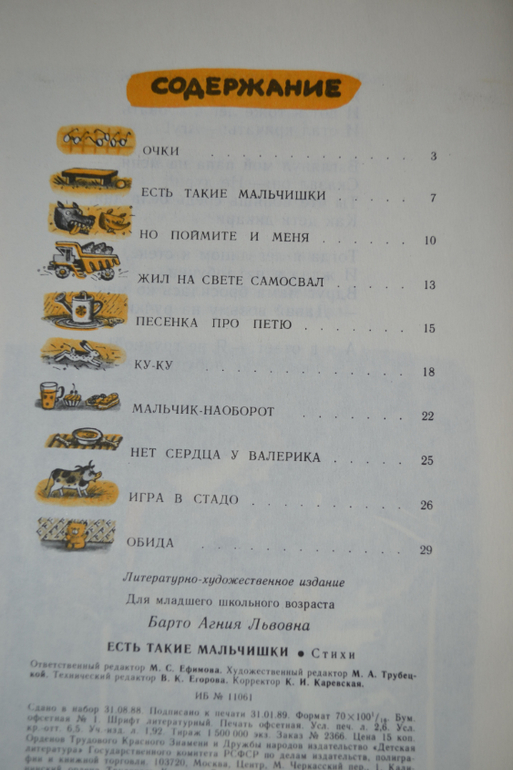 СОДЕРЖАНИЕ
ОЧКИ . . . . . . . . . . . 3
ЕСТЬ ТАКИЕ МАЛЬЧИШКИ . . . . . 7
НО ПОЙМИТЕ И МЕНЯ . . . . . 10
ЖИЛ НА СВЕТЕ САМОСВАЛ . . . . 13
ПЕСЕНКА ПРО ПЕТЮ . . . . . . 15
КУ-КУ . . . . . . . . . . 18
МАЛЬЧИК-НАОБОРОТ . . . . . . 22
НЕТ СЕРДЦА У ВАЛЕРИКА . . . . . 25
ИГРА В СТАДО . . . . . . . . 26
ОБИДА . . . . . . . . . . 29
Литературно-художественное издание
Для младшего школьного возраста
Барто Агния Львовна
ЕСТЬ ТАКИЕ МАЛЬЧИШКИ ● Стихи
Ответственный редактор М. С. Ефимова. Художественный редактор М. А. Трубец-
кой. Технический редактор В. К. Егорова. Корректор К. И. Каревская.
ИБ № 11061
Сдано в набор 31.08.88. Подписано к печати 31.01.89. Формат 70×100¹/₁₆. Бум.
офсетная № 1. Шрифт литературный. Печать офсетная. Усл. печ. л. 2,6. Усл.
кр.-отт. 6,5. Уч. изд. л. 1,92. Тираж 1 500 000 экз. Заказ № 2366. Цена 15 коп.
Орденов Трудового Красного Знамени и Дружбы народов издательство «Детская
литература» Государственного комитета РСФСР по делам издательств, полигра-
фии и книжной торговли. 103720, Москва, Центр, М. Черкасский пер., 1. Кали-